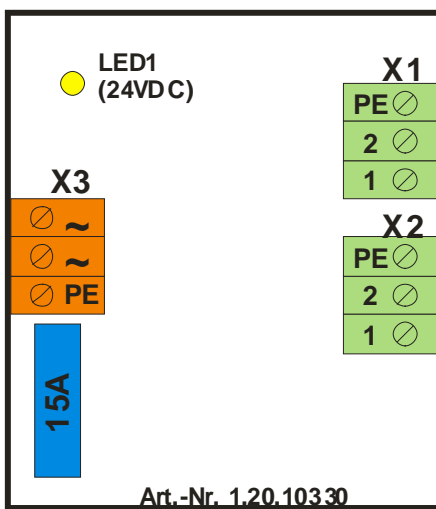 LED1
(24VDC)
X1
PE
2
1
X3
~
~
PE
X2
PE
2
1
15A
Art.-Nr. 1.20.10330